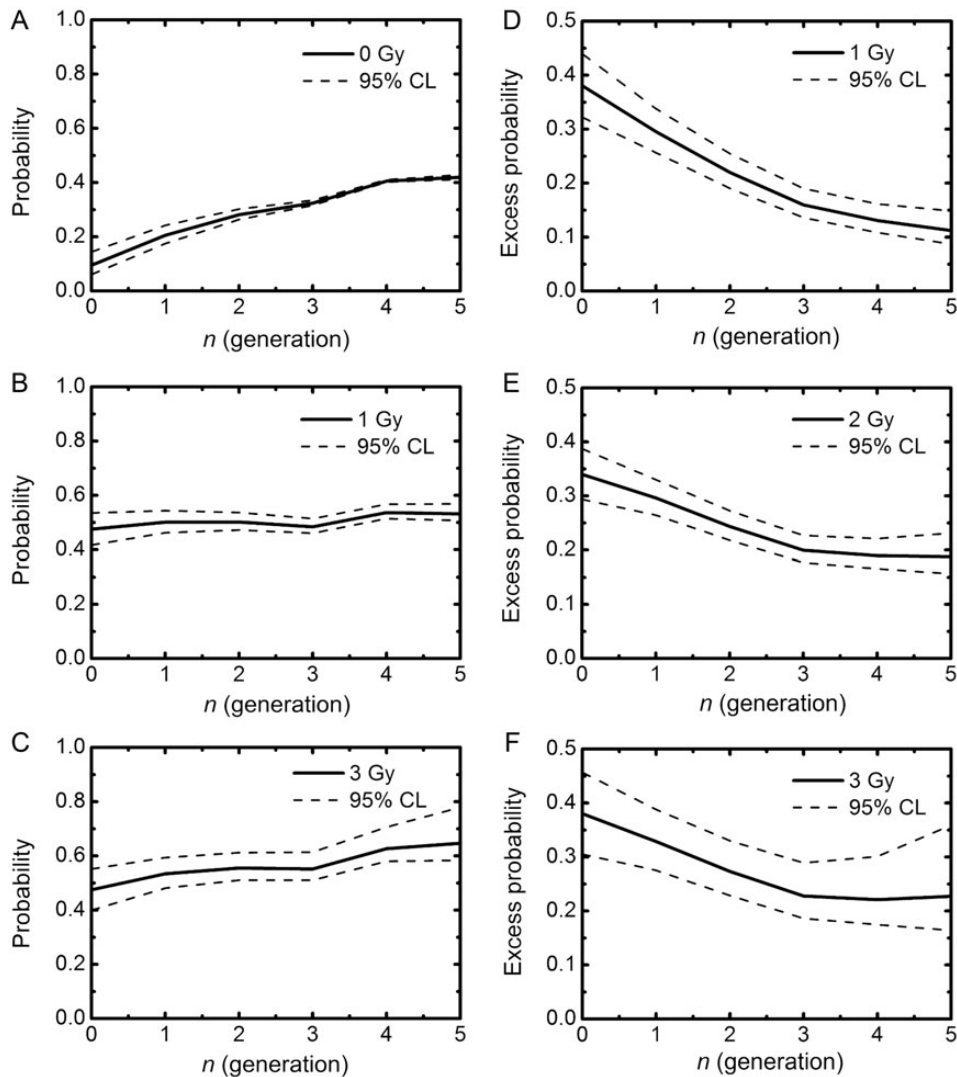 A
Probability
1.0
0.8
0.6
0.4
0.2
0.0
0 Gy
95% CL
0 1 2 3 4 5
n (generation)
D
Excess probability
0.5
0.4
0.3
0.2
0.1
0.0
1 Gy
95% CL
0 1 2 3 4 5
n (generation)
B
Probability
1.0
0.8
0.6
0.4
0.2
0.0
1 Gy
95% CL
0 1 2 3 4 5
n (generation)
E
Excess probability
0.5
0.4
0.3
0.2
0.1
0.0
2 Gy
95% CL
0 1 2 3 4 5
n (generation)
C
Probability
1.0
0.8
0.6
0.4
0.2
0.0
3 Gy
95% CL
0 1 2 3 4 5
n (generation)
F
Excess probability
0.5
0.4
0.3
0.2
0.1
0.0
3 Gy
95% CL
0 1 2 3 4 5
n (generation)